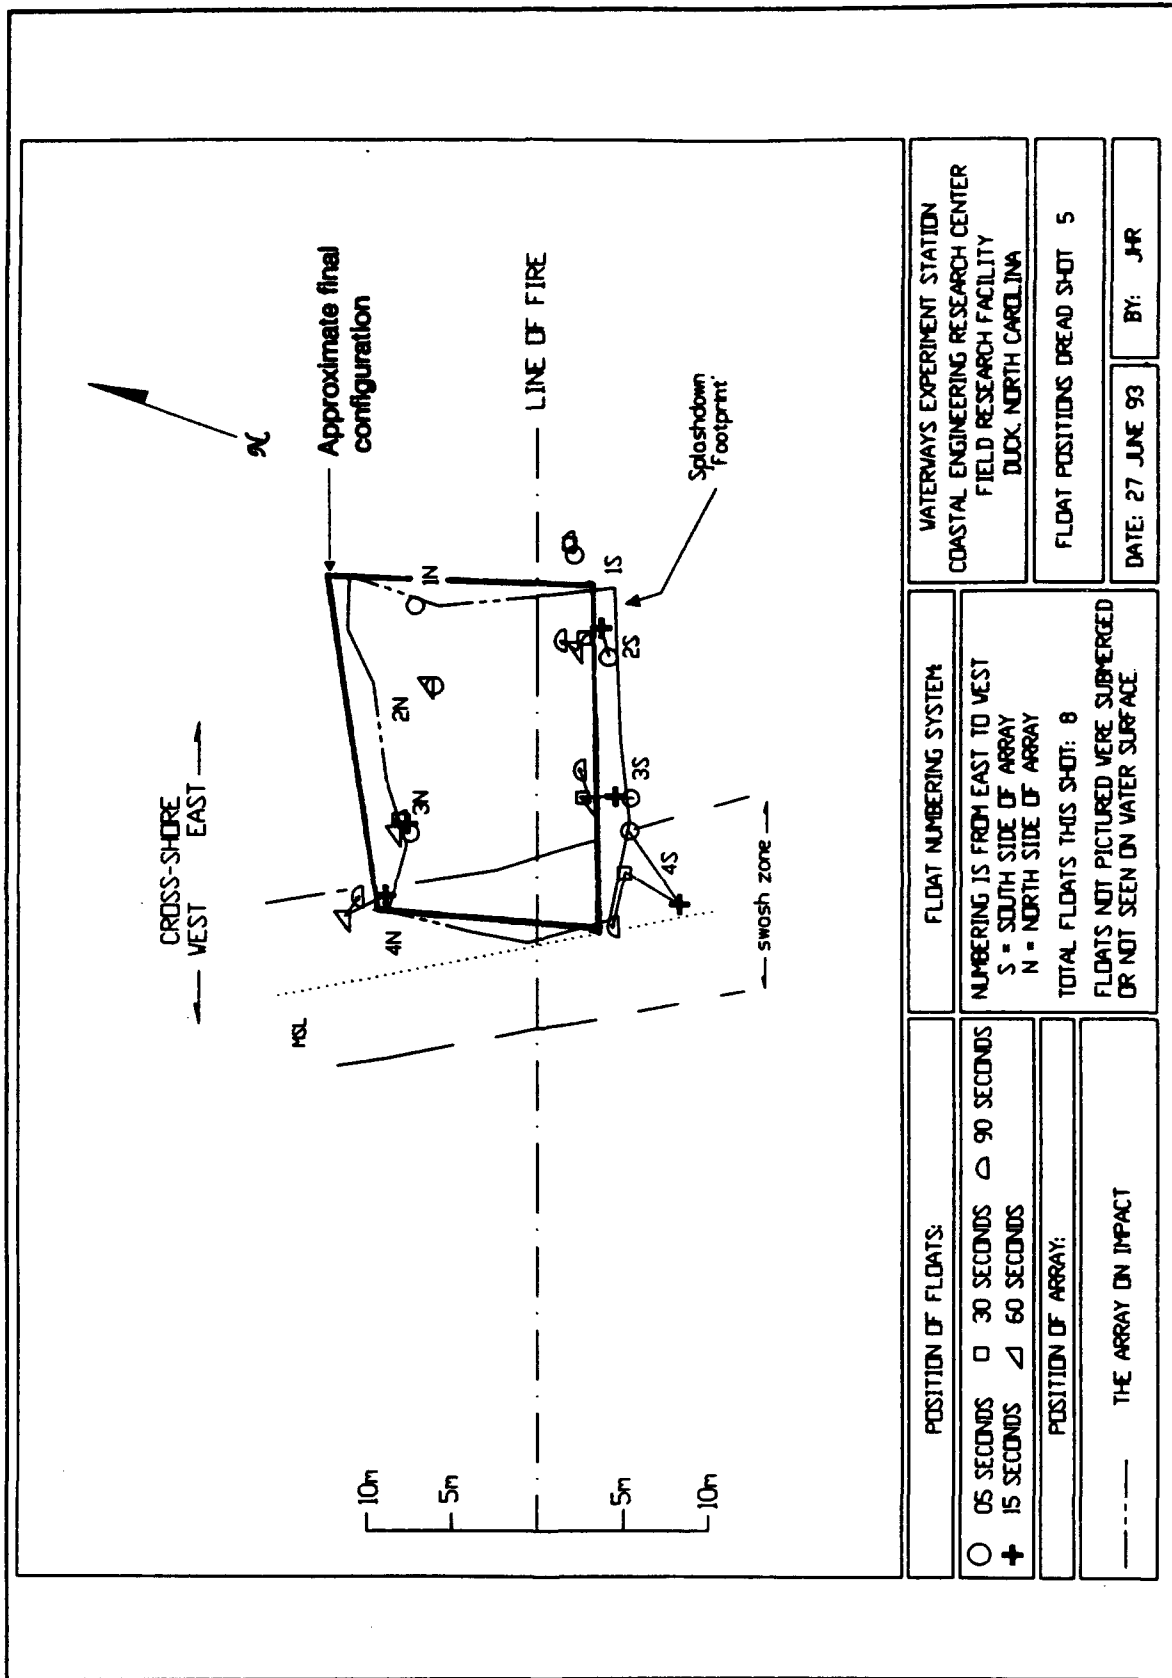 CROSS-SHORE
WEST EAST
N
Approximate final
configuration
MSL
4N
3N
2N
1N
LINE OF FIRE
10m
5m
5m
10m
4S
3S
2S
1S
Splashdown
Footprint
swash zone
POSITION OF FLOATS:
05 SECONDS 30 SECONDS 90 SECONDS
15 SECONDS 60 SECONDS
POSITION OF ARRAY:
THE ARRAY ON IMPACT
FLOAT NUMBERING SYSTEM:
NUMBERING IS FROM EAST TO WEST
S = SOUTH SIDE OF ARRAY
N = NORTH SIDE OF ARRAY
TOTAL FLOATS THIS SHOT: 8
FLOATS NOT PICTURED WERE SUBMERGED
OR NOT SEEN ON WATER SURFACE.
WATERWAYS EXPERIMENT STATION
COASTAL ENGINEERING RESEARCH CENTER
FIELD RESEARCH FACILITY
DUCK, NORTH CAROLINA
FLOAT POSITIONS DREAD SHOT 5
DATE: 27 JUNE 93 BY: JHR